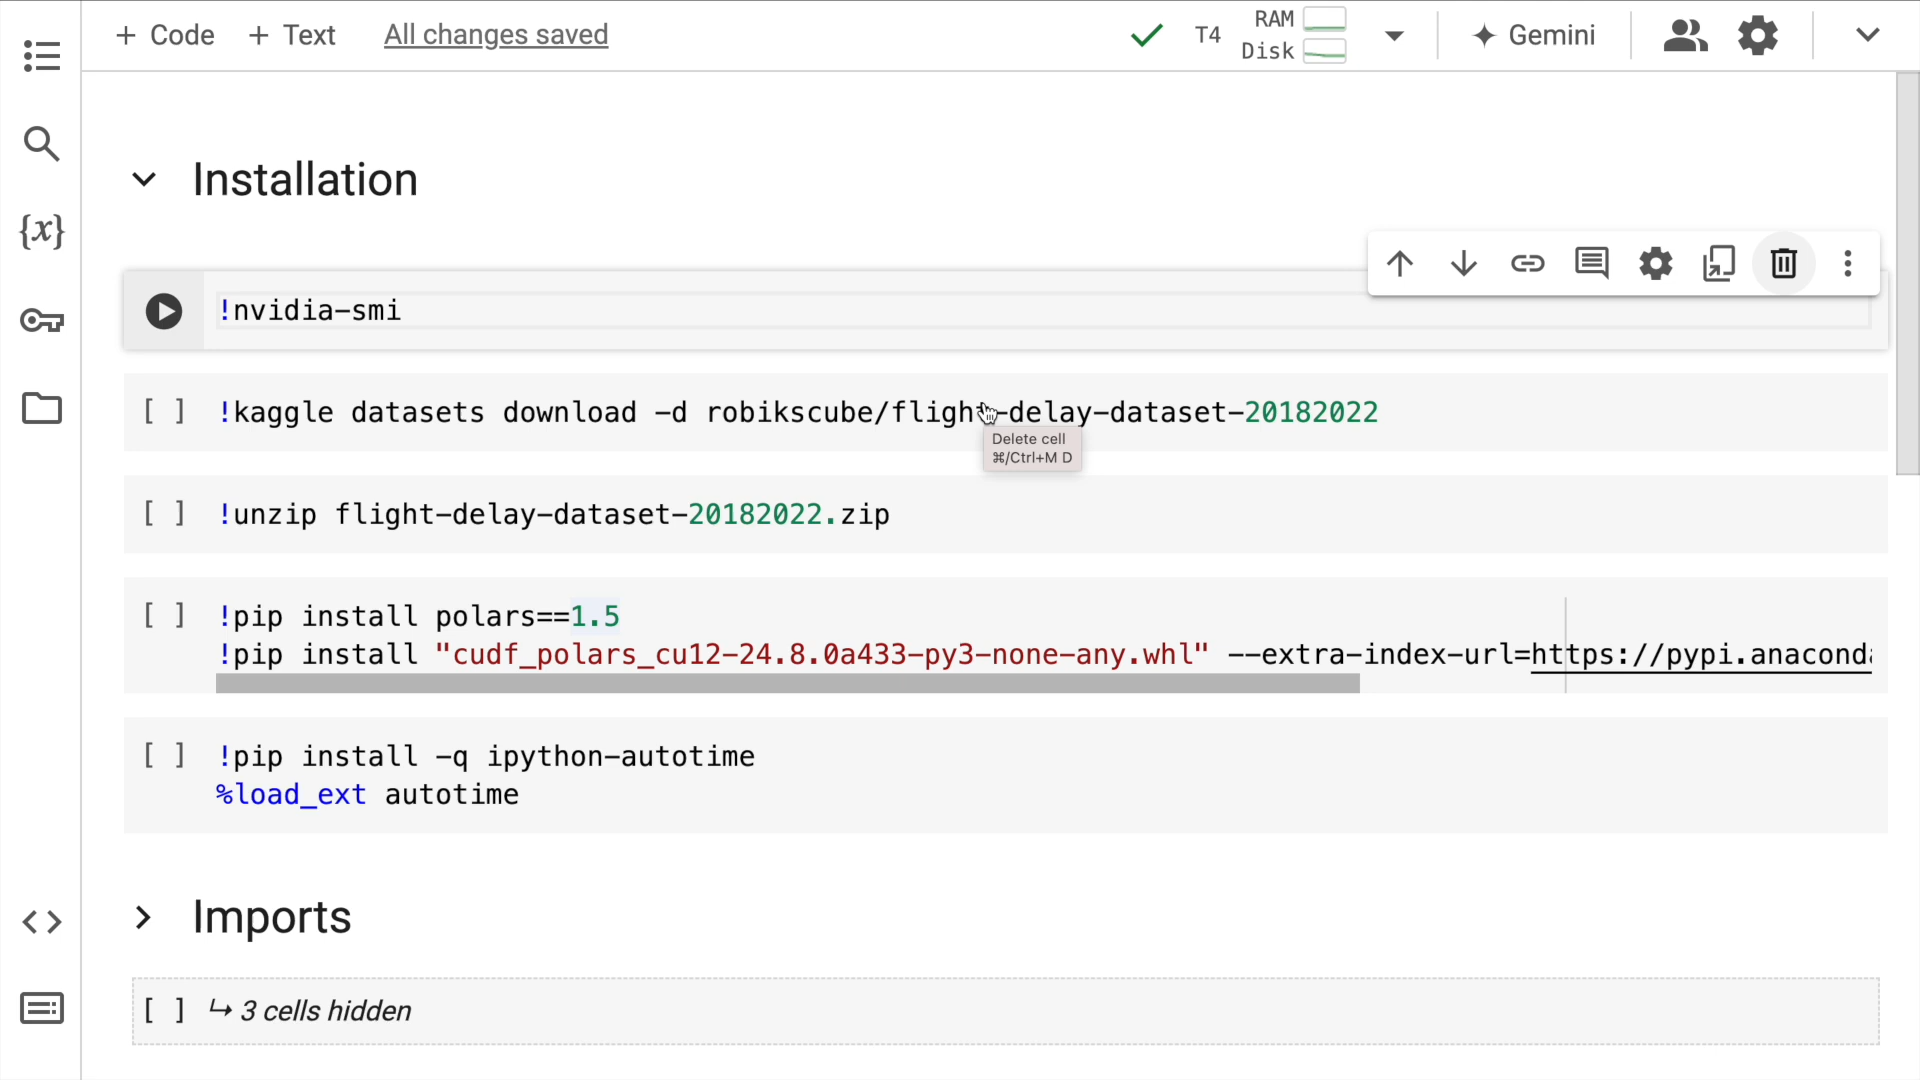 + Code + Text All changes saved
T4 RAM
Disk
Gemini
Installation
{x}
!nvidia-smi
[ ] !kaggle datasets download -d robikscube/flight-delay-dataset-20182022
Delete cell
⌘/Ctrl+M D
[ ] !unzip flight-delay-dataset-20182022.zip
[ ] !pip install polars==1.5
!pip install "cudf_polars_cu12-24.8.0a433-py3-none-any.whl" --extra-index-url=https://pypi.anaconda
[ ] !pip install -q ipython-autotime
%load_ext autotime
Imports
[ ] ↪ 3 cells hidden